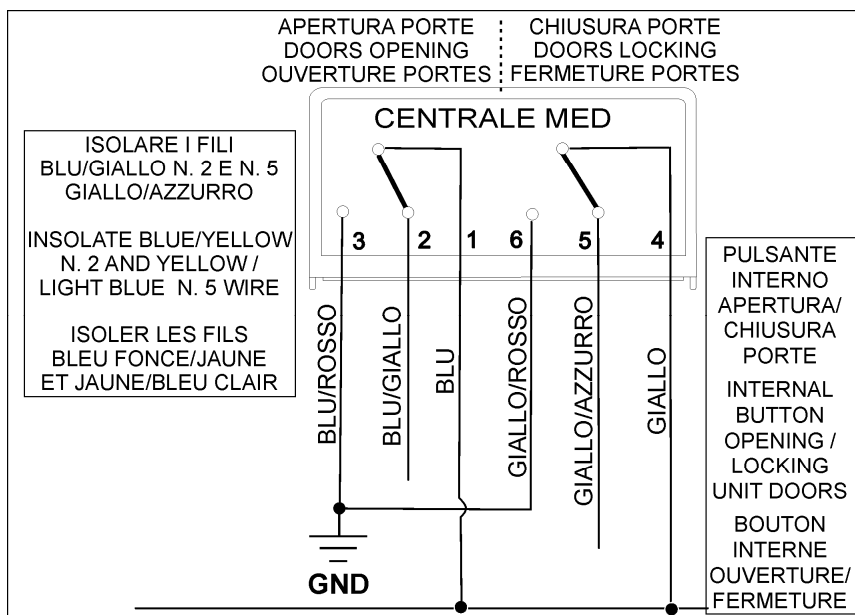 APERTURA PORTE
DOORS OPENING
OUVERTURE PORTES
CHIUSURA PORTE
DOORS LOCKING
FERMETURE PORTES
CENTRALE MED
ISOLARE I FILI
BLU/GIALLO N. 2 E N. 5
GIALLO/AZZURRO
INSOLATE BLUE/YELLOW
N. 2 AND YELLOW /
LIGHT BLUE N. 5 WIRE
ISOLER LES FILS
BLEU FONCE/JAUNE
ET JAUNE/BLEU CLAIR
3 2 1 6 5 4
BLU/ROSSO
BLU/GIALLO
BLU
GIALLO/ROSSO
GIALLO/AZZURRO
GIALLO
GND
PULSANTE
INTERNO
APERTURA/
CHIUSURA
PORTE
INTERNAL
BUTTON
OPENING /
LOCKING
UNIT DOORS
BOUTON
INTERNE
OUVERTURE/
FERMETURE